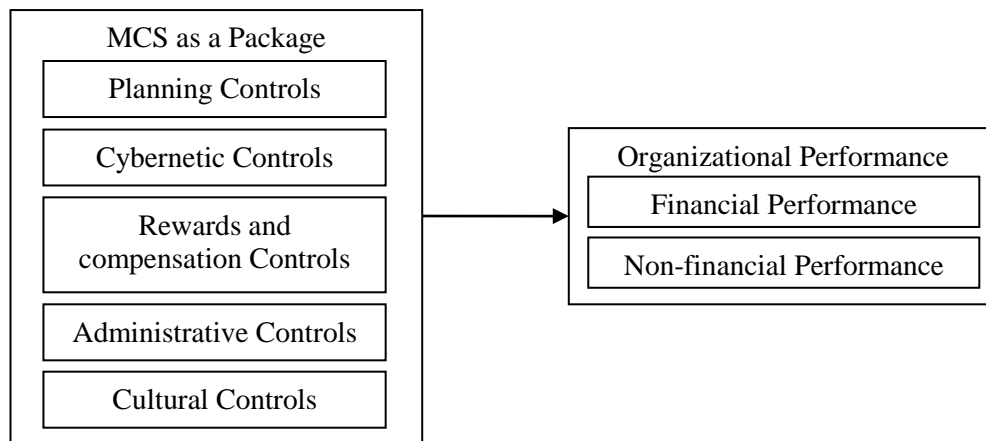 MCS as a Package
Planning Controls
Cybernetic Controls
Rewards and
compensation Controls
Administrative Controls
Cultural Controls
Organizational Performance
Financial Performance
Non-financial Performance